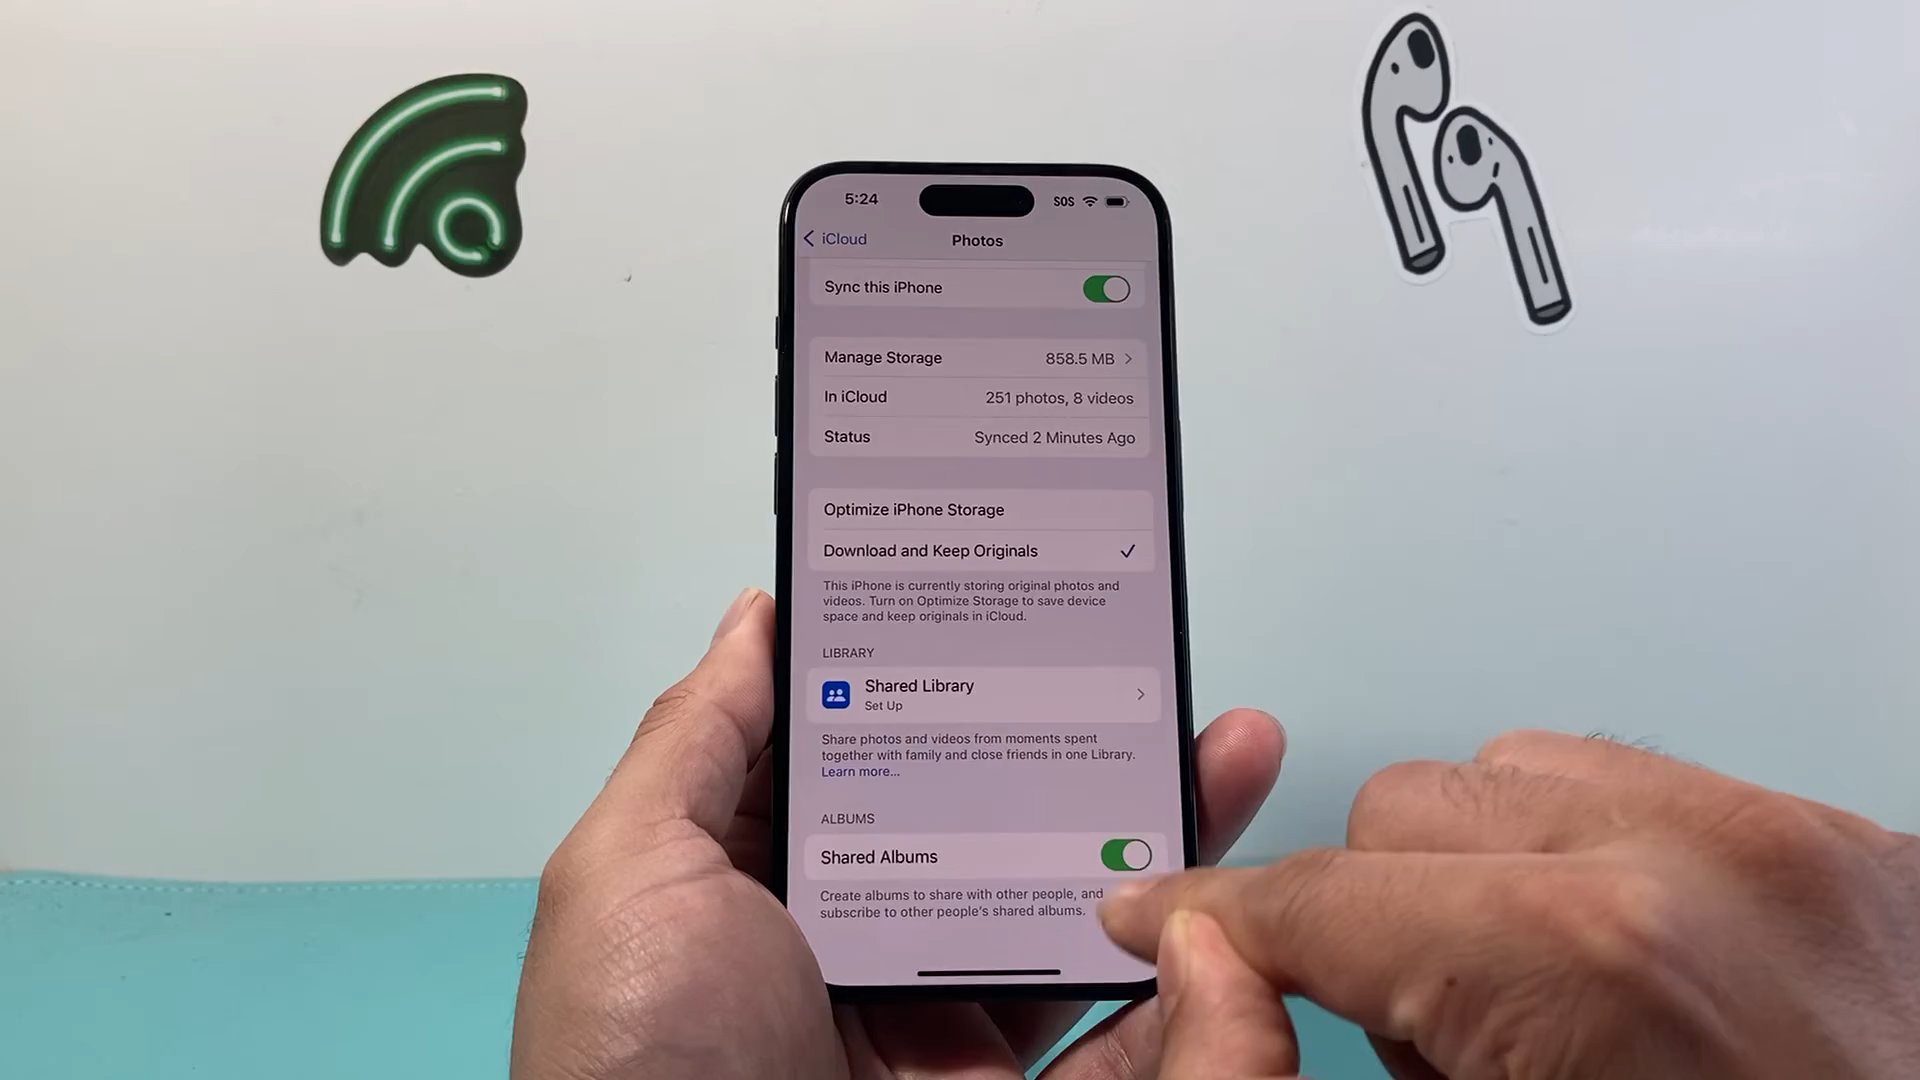 5:24 SOS
iCloud Photos
Sync this iPhone
Manage Storage 858.5 MB
In iCloud 251 photos, 8 videos
Status Synced 2 Minutes Ago
Optimize iPhone Storage
Download and Keep Originals
This iPhone is currently storing original photos and
videos. Turn on Optimize Storage to save device
space and keep originals in iCloud.
LIBRARY
Shared Library
Set Up
Share photos and videos from moments spent
together with family and close friends in one Library.
Learn more...
ALBUMS
Shared Albums
Create albums to share with other people, and
subscribe to other people's shared albums.